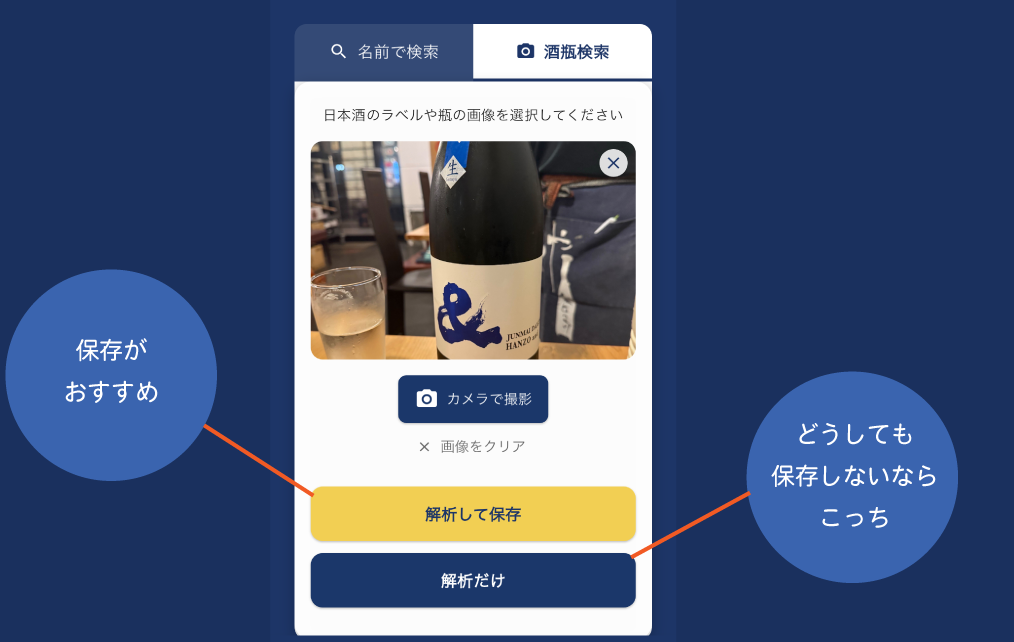 名前で検索
酒瓶検索
日本酒のラベルや瓶の画像を選択してください
生
&
JUNMAI
HANZO
カメラで撮影
画像をクリア
保存が
おすすめ
解析して保存
解析だけ
どうしても
保存しないなら
こっち